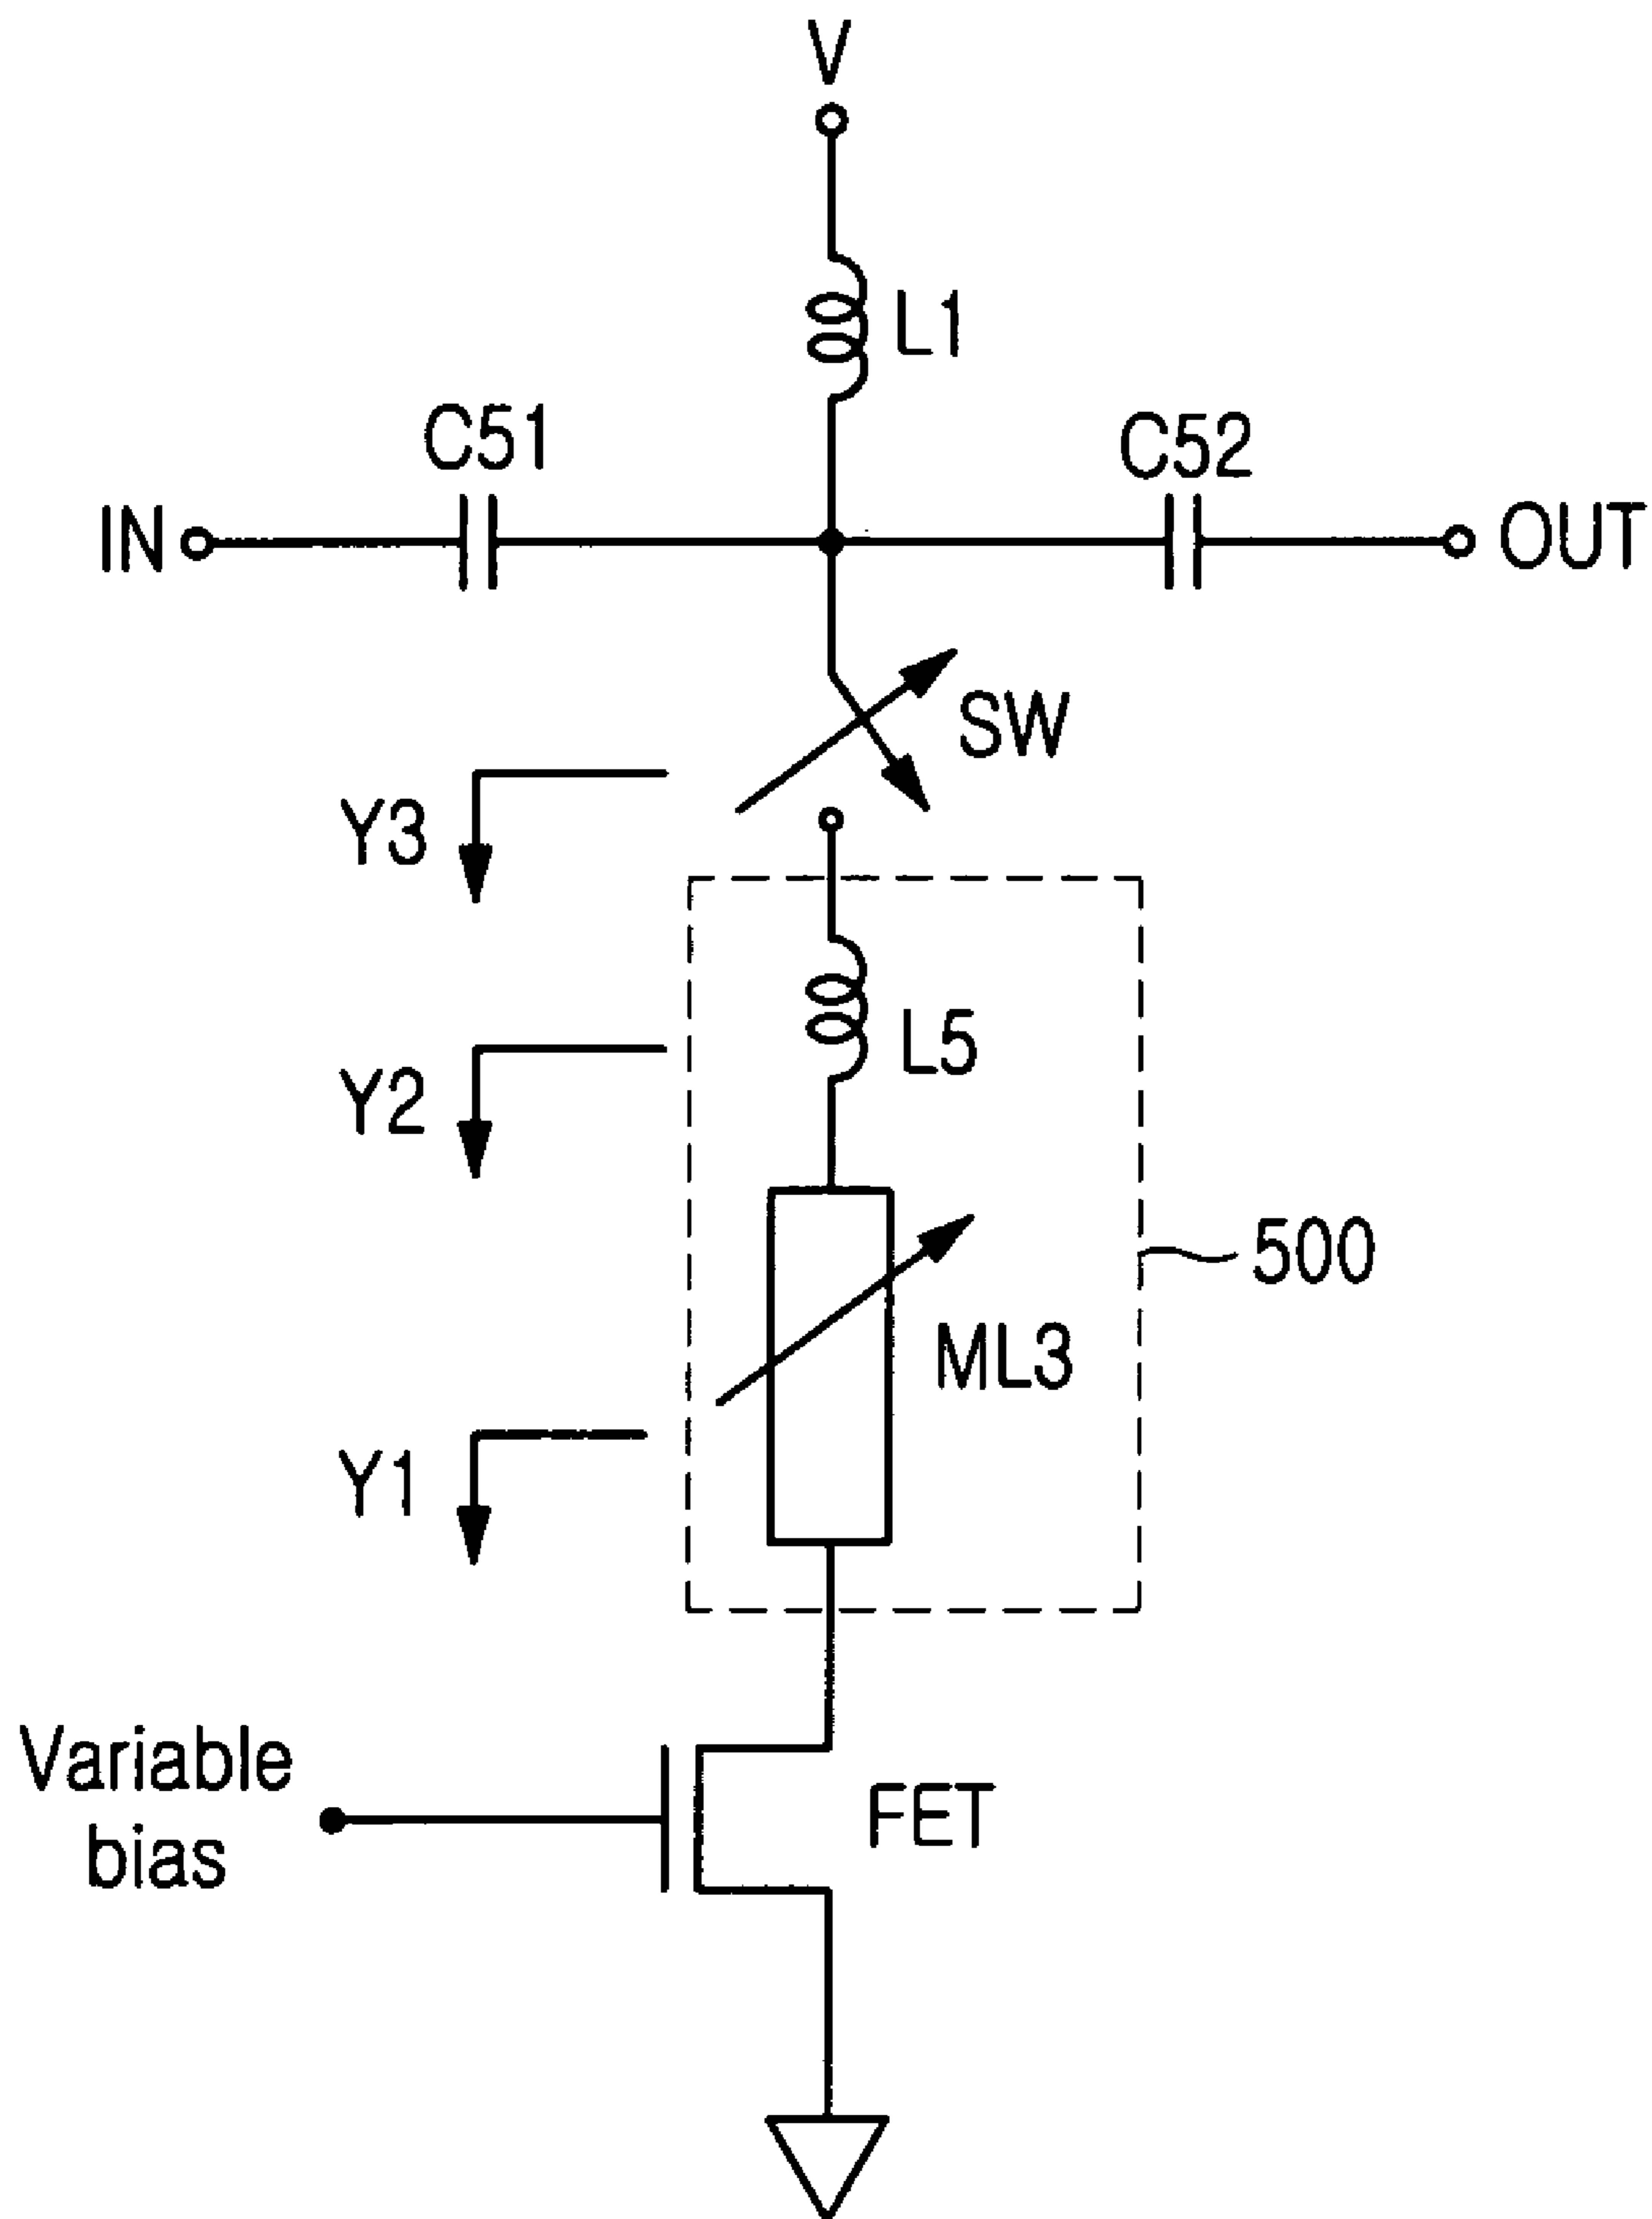 V
L1
C51
C52
IN
OUT
SW
Y3
L5
Y2
500
ML3
Y1
Variable
bias
FET